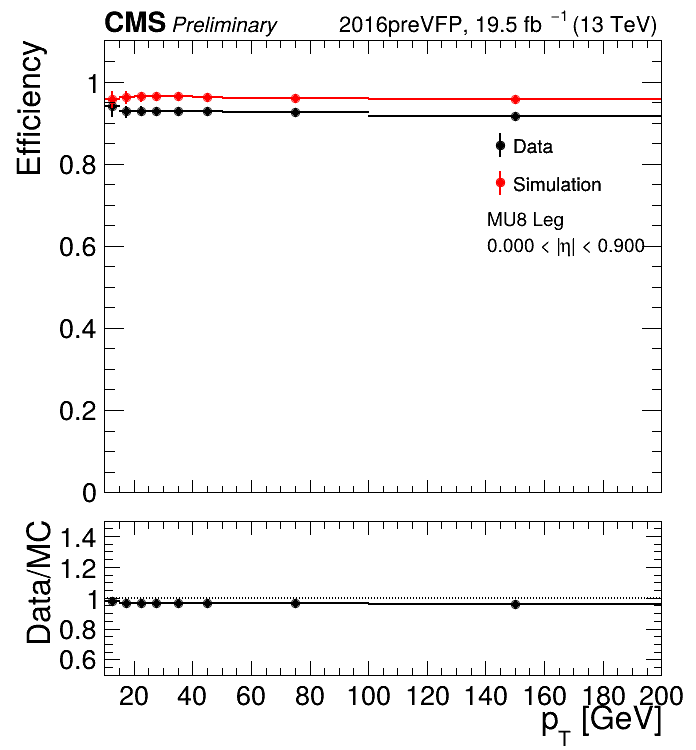 CMS Preliminary 2016preVFP, 19.5 fb⁻¹ (13 TeV)
Efficiency
1
0.8
0.6
0.4
0.2
0
Data
Simulation
MU8 Leg
0.000 < |η| < 0.900
Data/MC
1.4
1.2
1
0.8
0.6
20 40 60 80 100 120 140 160 180 200
p_T [GeV]